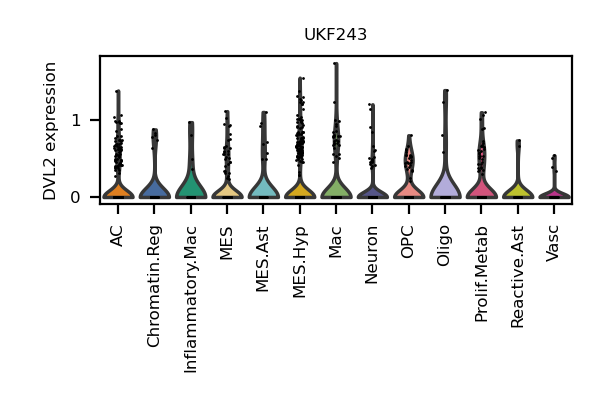 UKF243
DVL2 expression
1
0
AC
Chromatin.Reg
Inflammatory.Mac
MES
MES.Ast
MES.Hyp
Mac
Neuron
OPC
Oligo
Prolif.Metab
Reactive.Ast
Vasc